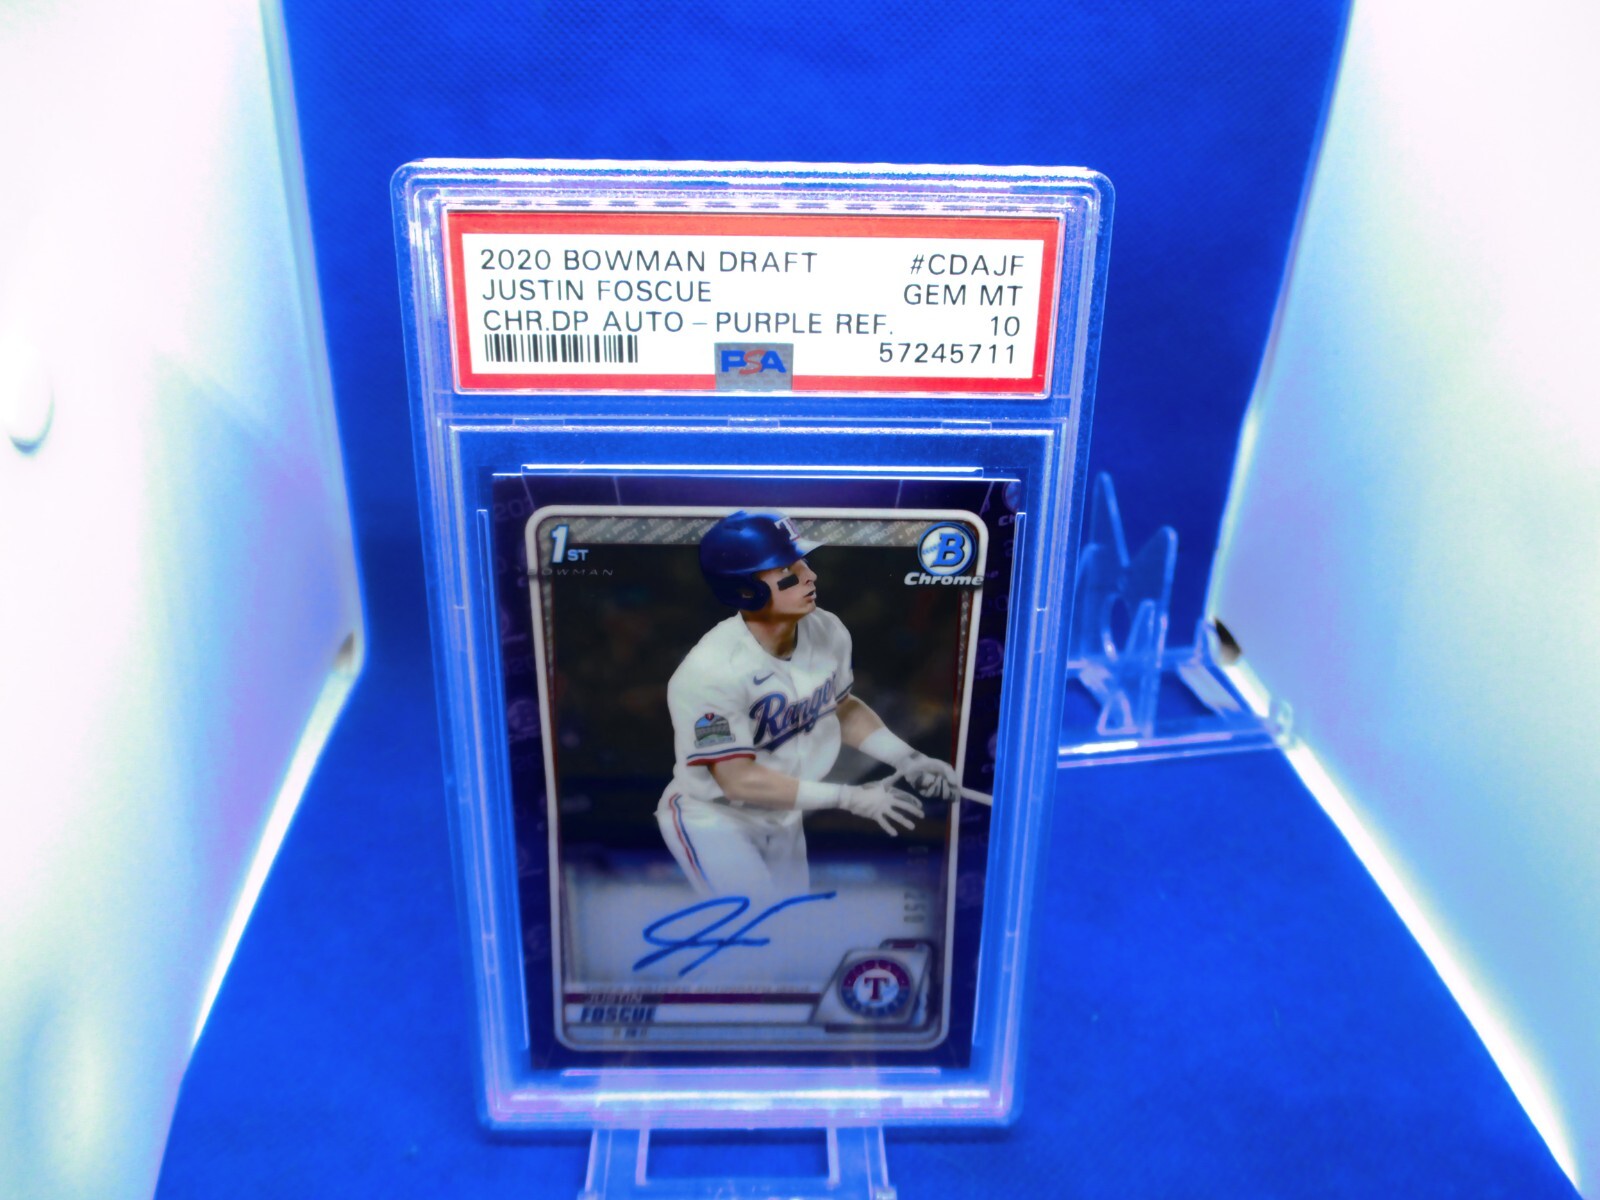 2020 BOWMAN DRAFT #CDAJF
JUSTIN FOSCUE GEM MT
CHR.DP AUTO - PURPLE REF. 10
57245711
PSA
1ST
BOWMAN
B
Chrome
T
Rangers
T
JUSTIN
FOSCUE